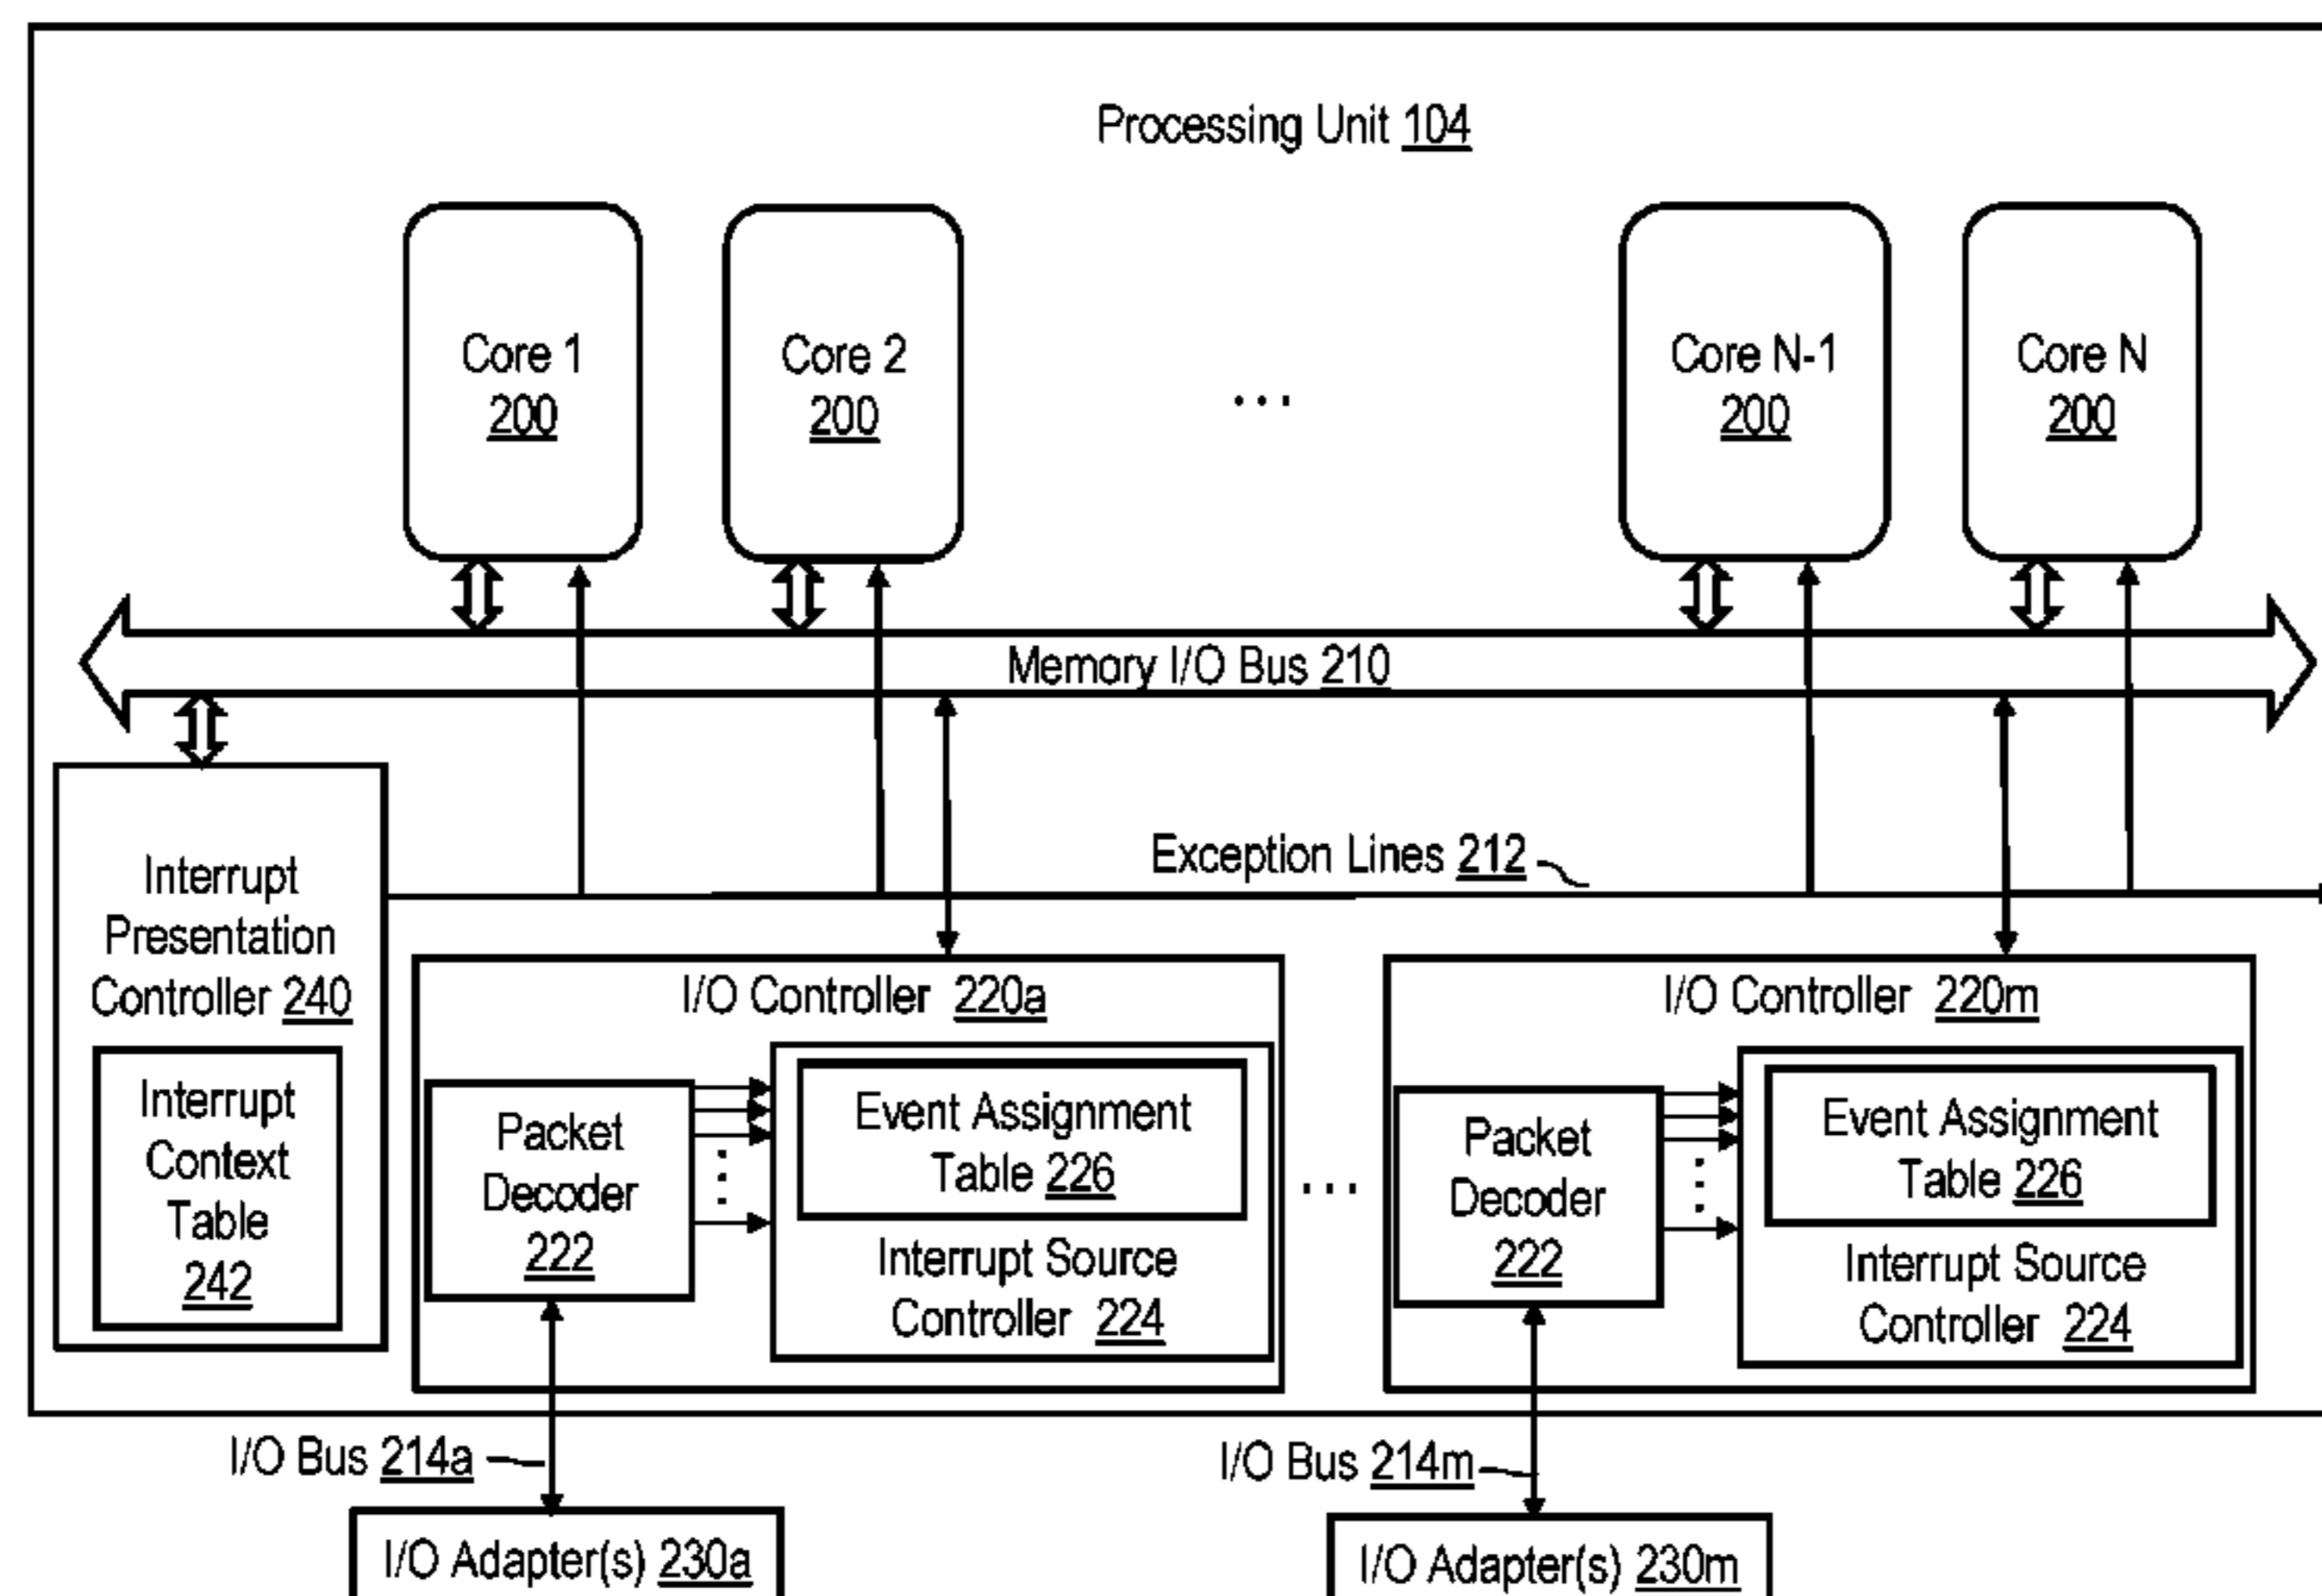 Processing Unit 104
Core 1
200
Core 2
200
...
Core N-1
200
Core N
200
Memory I/O Bus 210
Exception Lines 212
Interrupt
Presentation
Controller 240
Interrupt
Context
Table
242
I/O Controller 220a
Packet
Decoder
222
Event Assignment
Table 226
Interrupt Source
Controller 224
...
I/O Controller 220m
Packet
Decoder
222
Event Assignment
Table 226
Interrupt Source
Controller 224
I/O Bus 214a
I/O Bus 214m
I/O Adapter(s) 230a
I/O Adapter(s) 230m